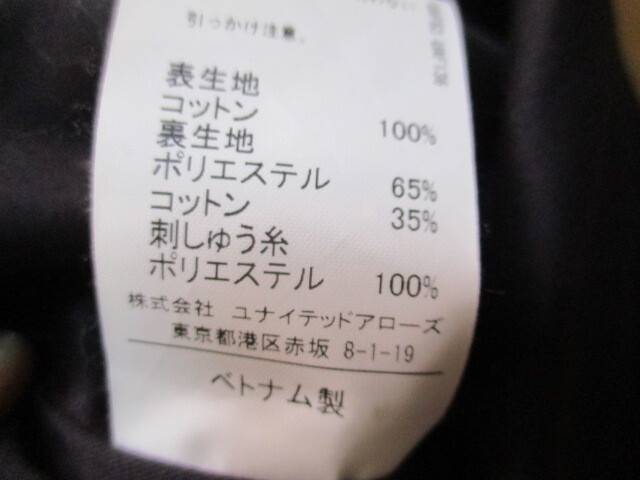 引っかけ注意。
表生地
コットン 100%
裏生地
ポリエステル 65%
コットン 35%
刺しゅう糸
ポリエステル 100%
株式会社 ユナイテッドアローズ
東京都港区赤坂 8-1-19
ベトナム製